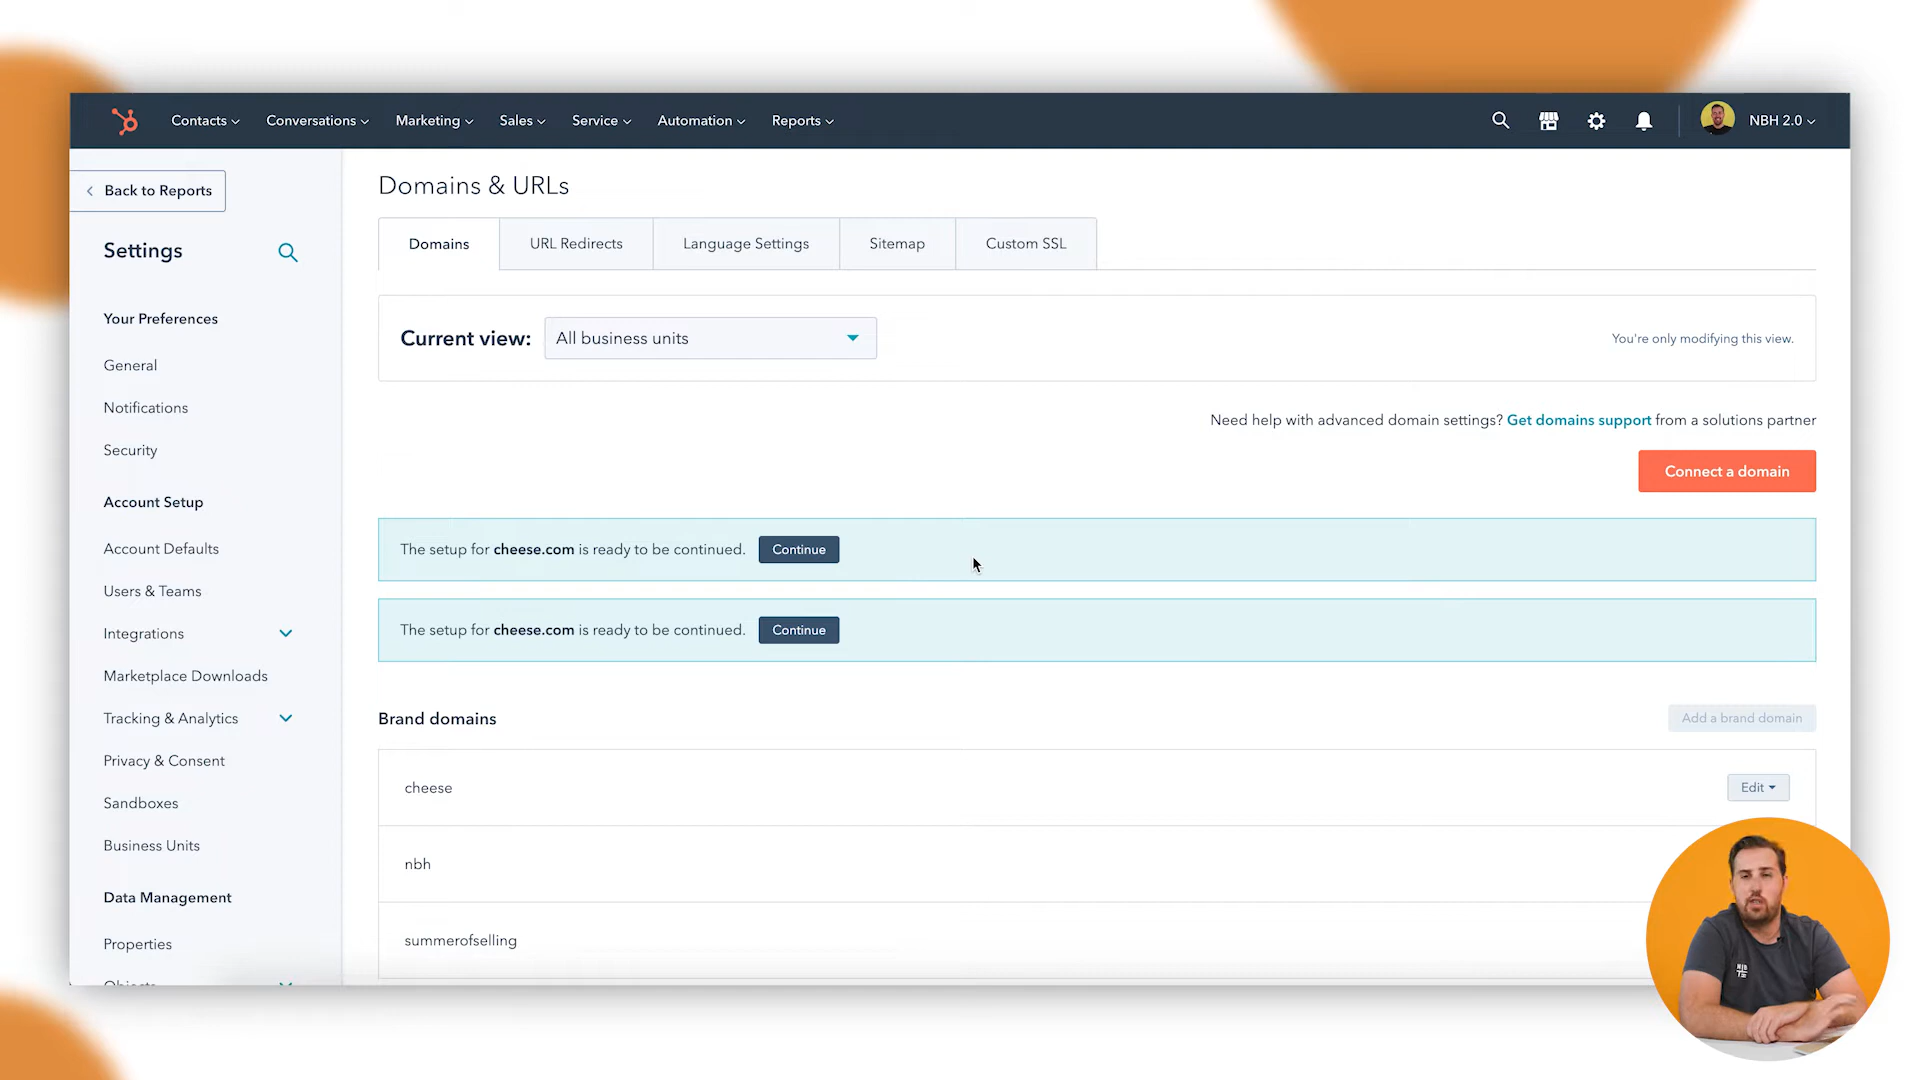 Contacts
Conversations
Marketing
Sales
Service
Automation
Reports
NBH 2.0
Back to Reports
Settings
Your Preferences
General
Notifications
Security
Account Setup
Account Defaults
Users & Teams
Integrations
Marketplace Downloads
Tracking & Analytics
Privacy & Consent
Sandboxes
Business Units
Data Management
Properties
Objects
Domains & URLs
Domains
URL Redirects
Language Settings
Sitemap
Custom SSL
Current view:
All business units
You're only modifying this view.
Need help with advanced domain settings? Get domains support from a solutions partner
Connect a domain
The setup for cheese.com is ready to be continued. Continue
The setup for cheese.com is ready to be continued. Continue
Brand domains
Add a brand domain
cheese
Edit
nbh
summerofselling